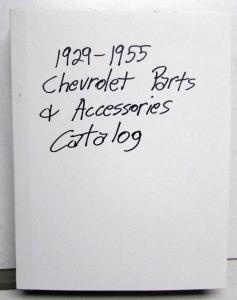 1929-1955
Chevrolet Parts
& Accessories
Catalog